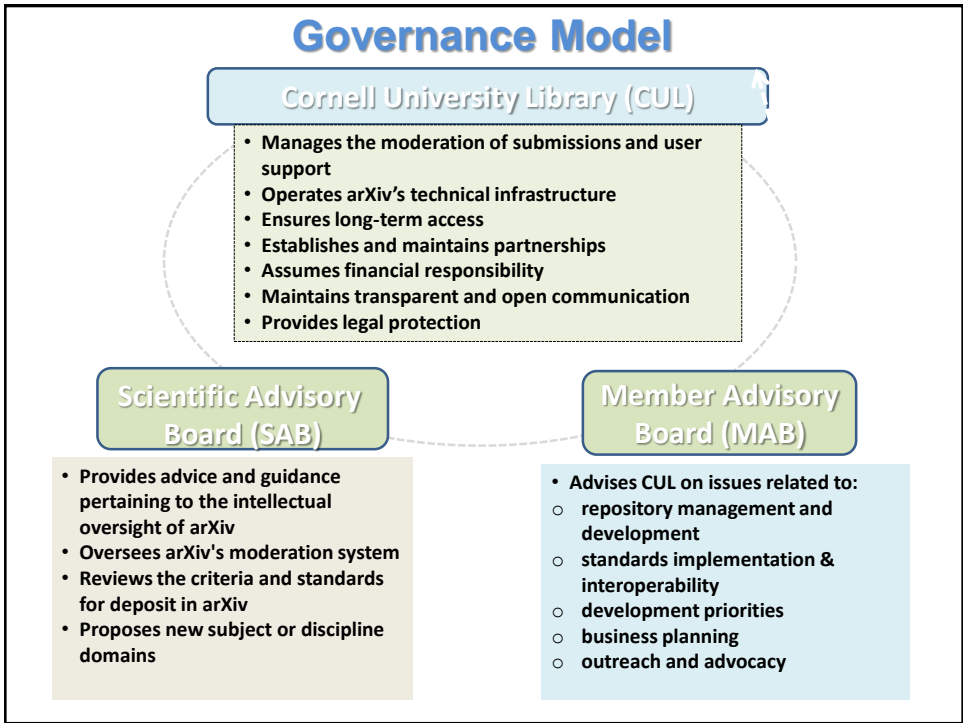 Governance Model
Cornell University Library (CUL)
• Manages the moderation of submissions and user
support
• Operates arXiv’s technical infrastructure
• Ensures long-term access
• Establishes and maintains partnerships
• Assumes financial responsibility
• Maintains transparent and open communication
• Provides legal protection
Scientific Advisory
Board (SAB)
• Provides advice and guidance
pertaining to the intellectual
oversight of arXiv
• Oversees arXiv's moderation system
• Reviews the criteria and standards
for deposit in arXiv
• Proposes new subject or discipline
domains
Member Advisory
Board (MAB)
• Advises CUL on issues related to:
o repository management and
development
o standards implementation &
interoperability
o development priorities
o business planning
o outreach and advocacy